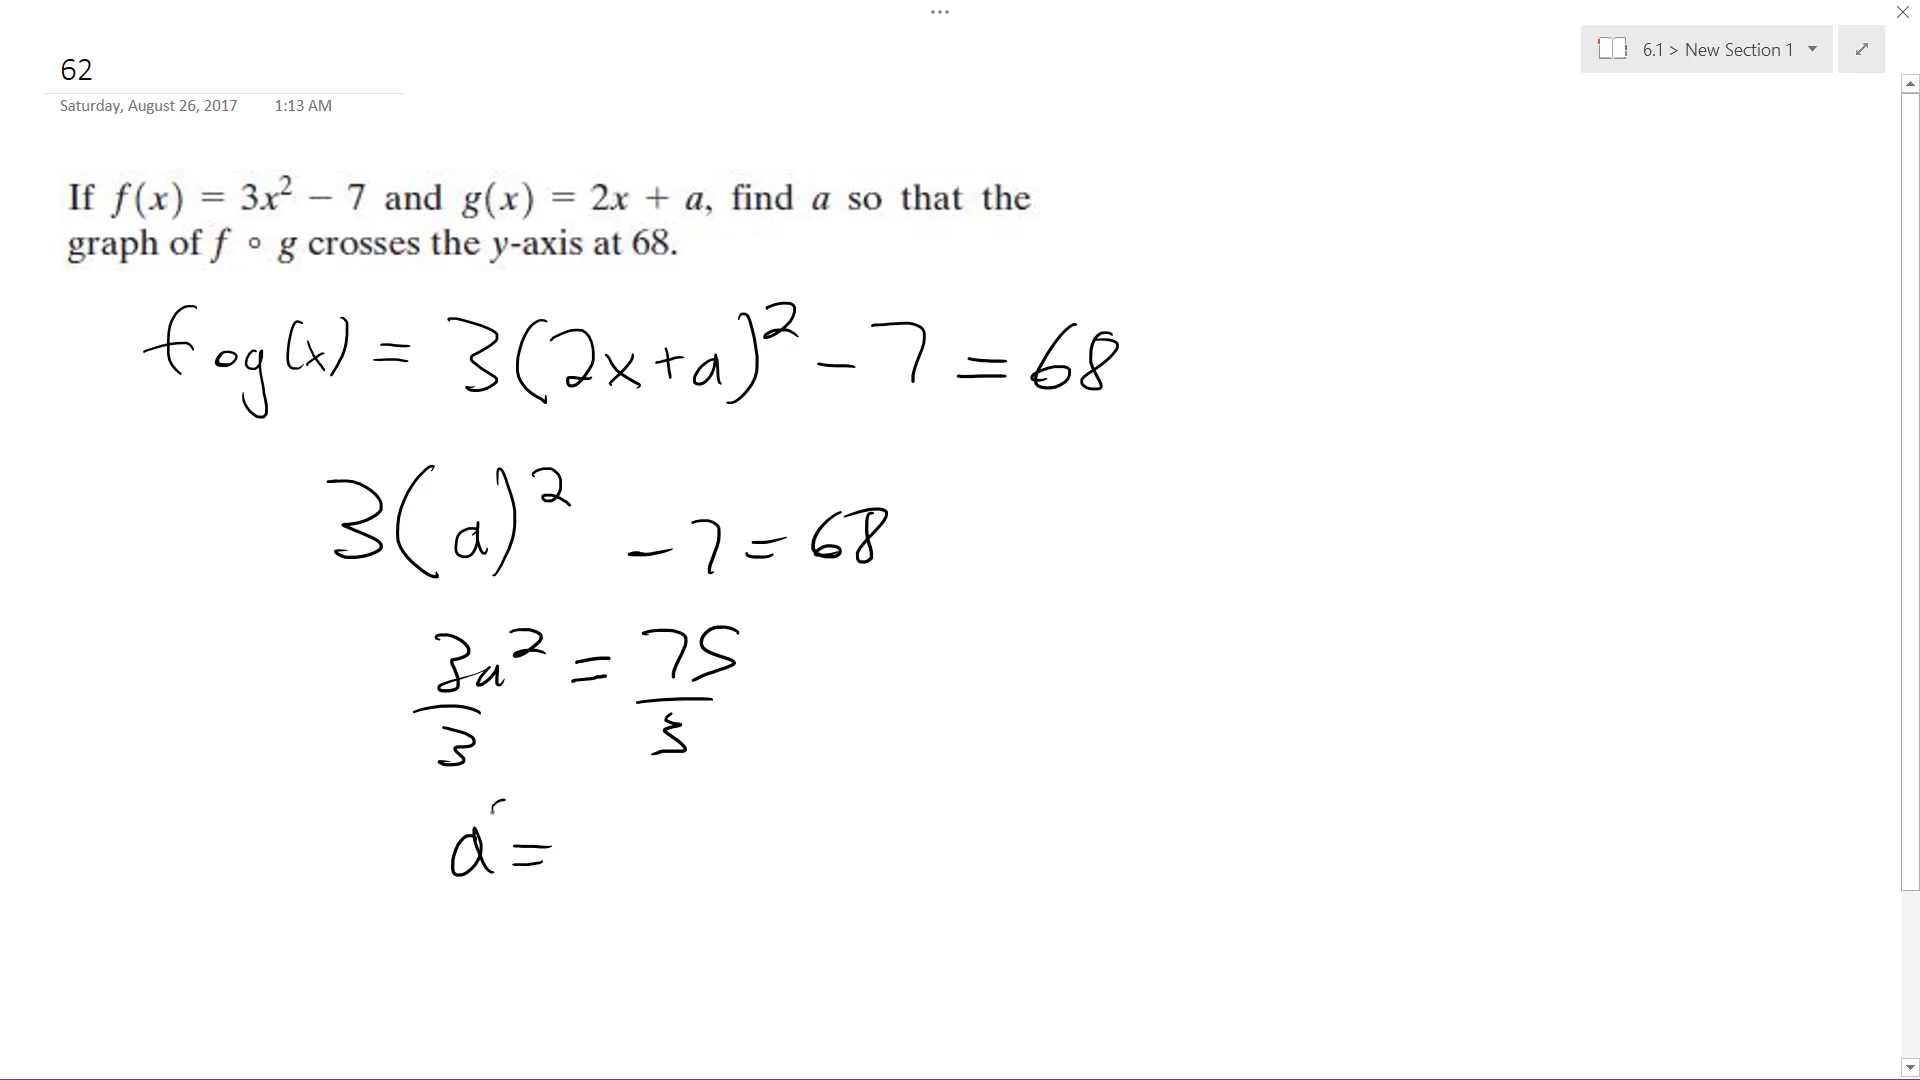 6.1 > New Section 1
62
Saturday, August 26, 2017 1:13 AM
If f(x) = 3x² − 7 and g(x) = 2x + a, find a so that the
graph of f ∘ g crosses the y-axis at 68.
f∘g(x) = 3(2x+a)² − 7 = 68
3(a)² − 7 = 68
3a² = 75
3 3
a =